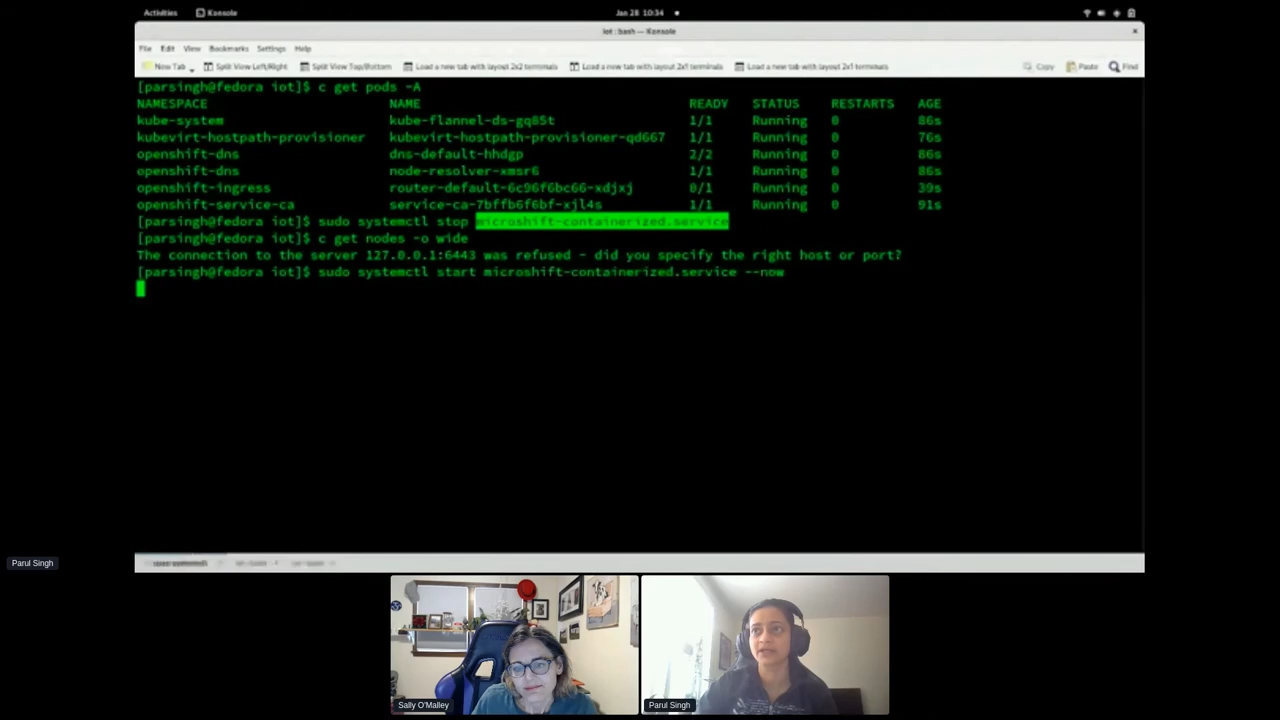 Activities Konsole Jan 28 10:34
iot : bash — Konsole
File Edit View Bookmarks Settings Help
New Tab Split View Left/Right Split View Top/Bottom Load a new tab with layout 2x2 terminals Load a new tab with layout 2x1 terminals Load a new tab with layout 2x1 terminals Copy Paste Find
[parsingh@fedora iot]$ c get pods -A
NAMESPACE NAME READY STATUS RESTARTS AGE
kube-system kube-flannel-ds-gq85t 1/1 Running 0 86s
kubevirt-hostpath-provisioner kubevirt-hostpath-provisioner-qd667 1/1 Running 0 76s
openshift-dns dns-default-hhdgp 2/2 Running 0 86s
openshift-dns node-resolver-xmsr6 1/1 Running 0 86s
openshift-ingress router-default-6c96f6bc66-xdjxj 0/1 Running 0 39s
openshift-service-ca service-ca-7bffb6f6bf-xjl4s 1/1 Running 0 91s
[parsingh@fedora iot]$ sudo systemctl stop microshift-containerized.service
[parsingh@fedora iot]$ c get nodes -o wide
The connection to the server 127.0.0.1:6443 was refused - did you specify the right host or port?
[parsingh@fedora iot]$ sudo systemctl start microshift-containerized.service --now
Parul Singh
Sally O'Malley
Parul Singh